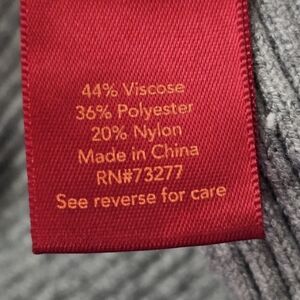 44% Viscose
36% Polyester
20% Nylon
Made in China
RN#73277
See reverse for care